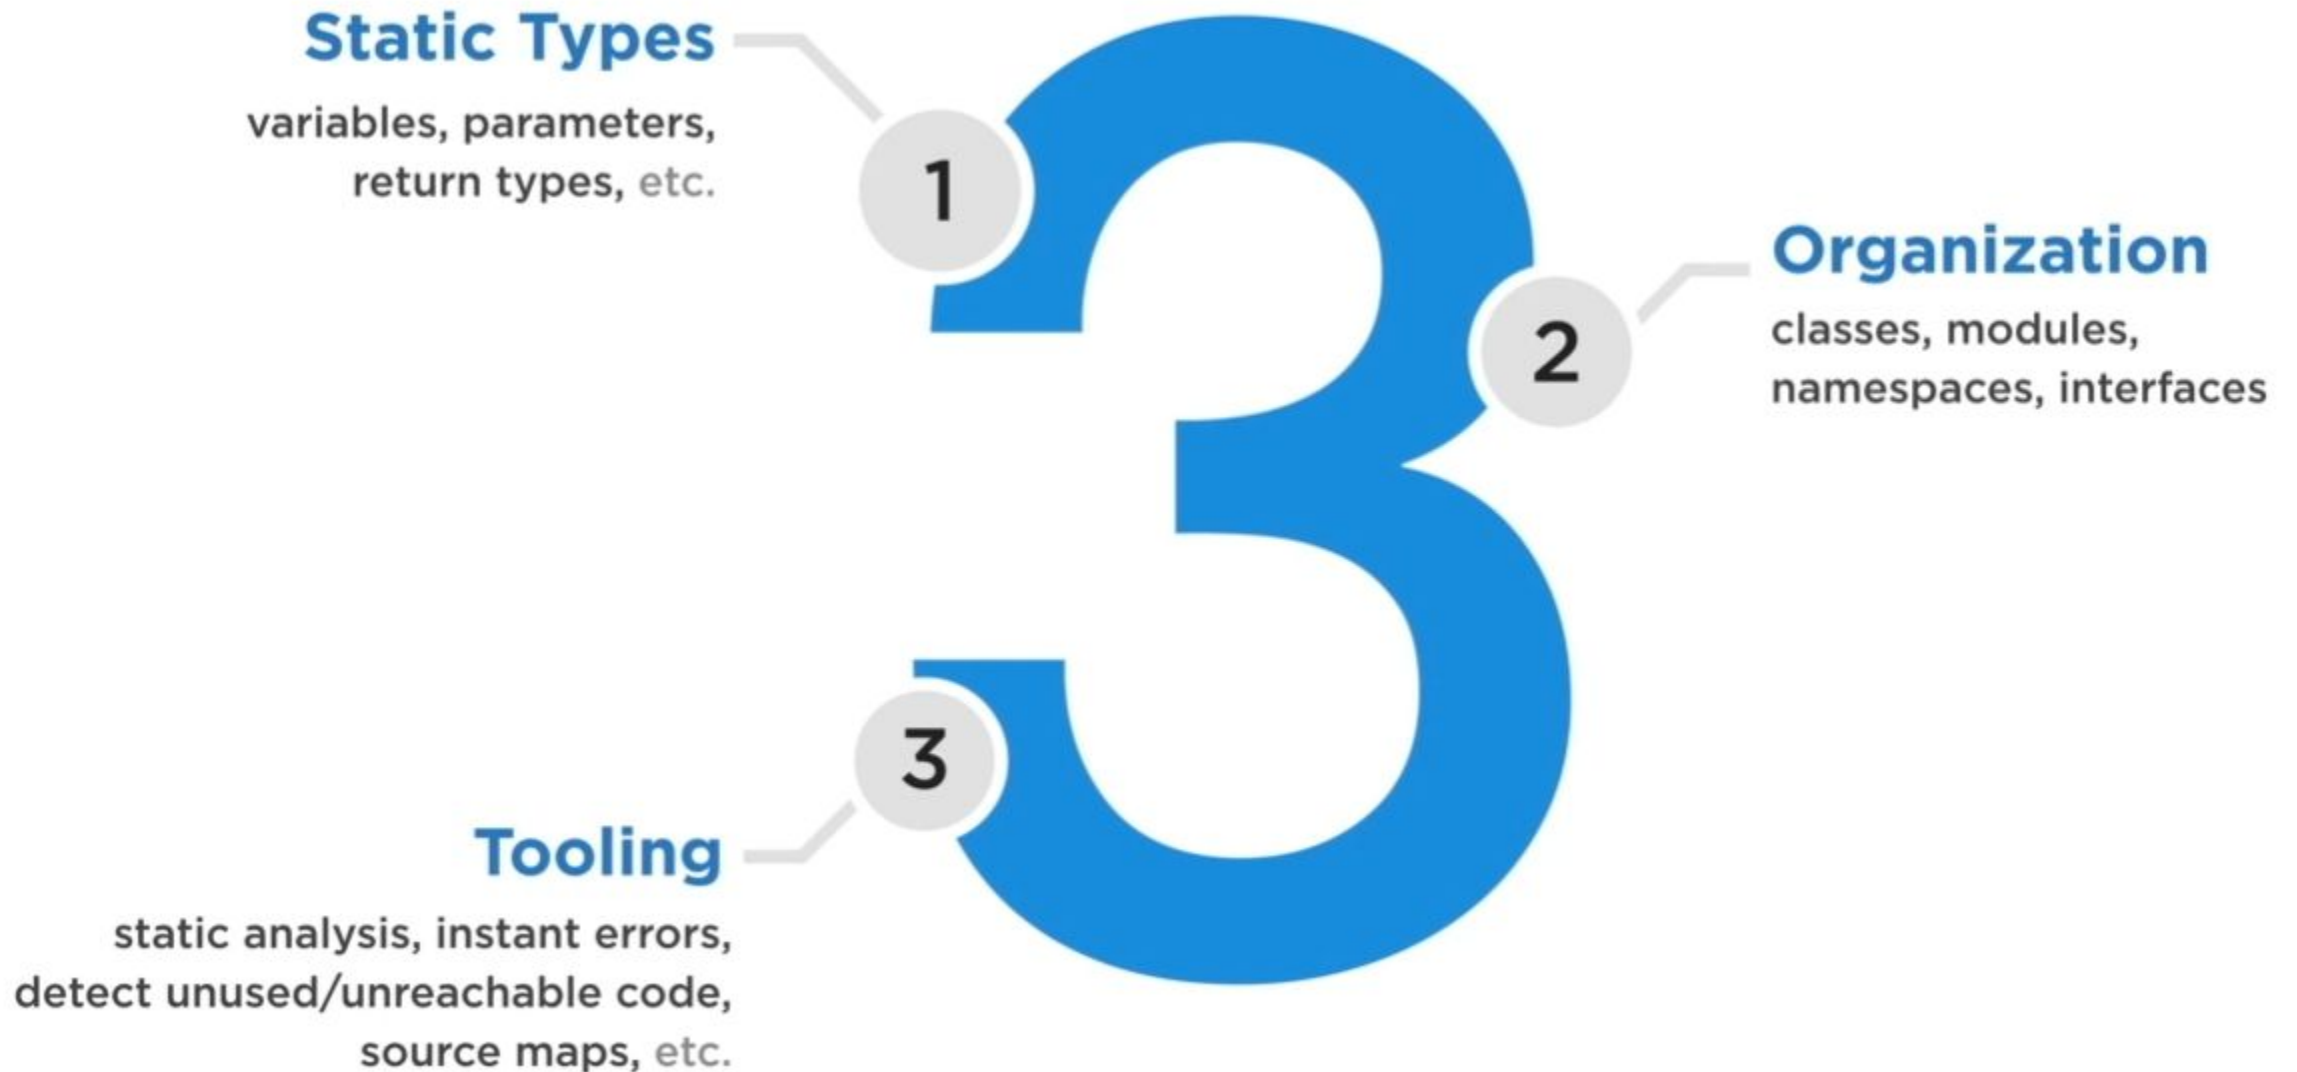 Static Types
variables, parameters,
return types, etc.
1
3
2
Organization
classes, modules,
namespaces, interfaces
3
Tooling
static analysis, instant errors,
detect unused/unreachable code,
source maps, etc.